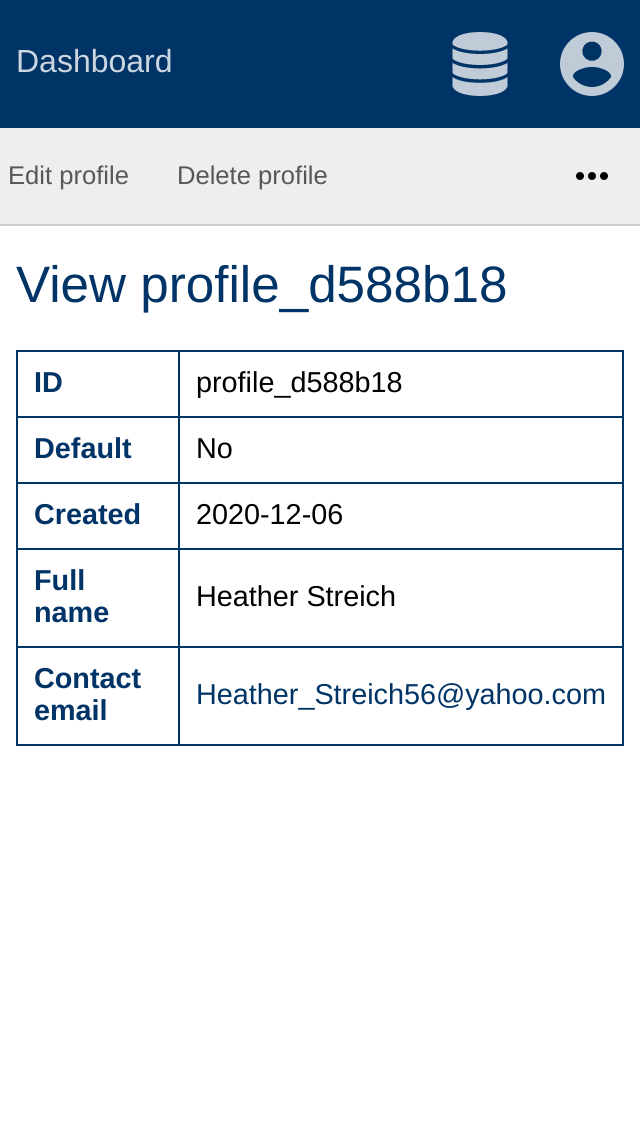 Dashboard
Edit profile Delete profile
View profile_d588b18
ID profile_d588b18
Default No
Created 2020-12-06
Full
name
Heather Streich
Contact
email
Heather_Streich56@yahoo.com